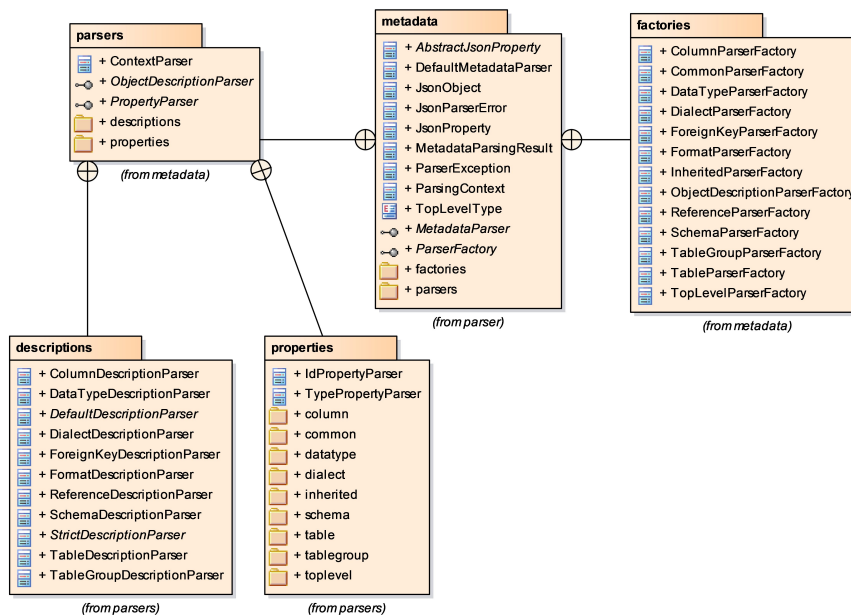 parsers
+ ContextParser
+ ObjectDescriptionParser
+ PropertyParser
+ descriptions
+ properties
(from metadata)
metadata
+ AbstractJsonProperty
+ DefaultMetadataParser
+ JsonObject
+ JsonParserError
+ JsonProperty
+ MetadataParsingResult
+ ParserException
+ ParsingContext
+ TopLevelType
+ MetadataParser
+ ParserFactory
+ factories
+ parsers
(from parser)
factories
+ ColumnParserFactory
+ CommonParserFactory
+ DataTypeParserFactory
+ DialectParserFactory
+ ForeignKeyParserFactory
+ FormatParserFactory
+ InheritedParserFactory
+ ObjectDescriptionParserFactory
+ ReferenceParserFactory
+ SchemaParserFactory
+ TableGroupParserFactory
+ TableParserFactory
+ TopLevelParserFactory
(from metadata)
descriptions
+ ColumnDescriptionParser
+ DataTypeDescriptionParser
+ DefaultDescriptionParser
+ DialectDescriptionParser
+ ForeignKeyDescriptionParser
+ FormatDescriptionParser
+ ReferenceDescriptionParser
+ SchemaDescriptionParser
+ StrictDescriptionParser
+ TableDescriptionParser
+ TableGroupDescriptionParser
(from parsers)
properties
+ IdPropertyParser
+ TypePropertyParser
+ column
+ common
+ datatype
+ dialect
+ inherited
+ schema
+ table
+ tablegroup
+ toplevel
(from parsers)